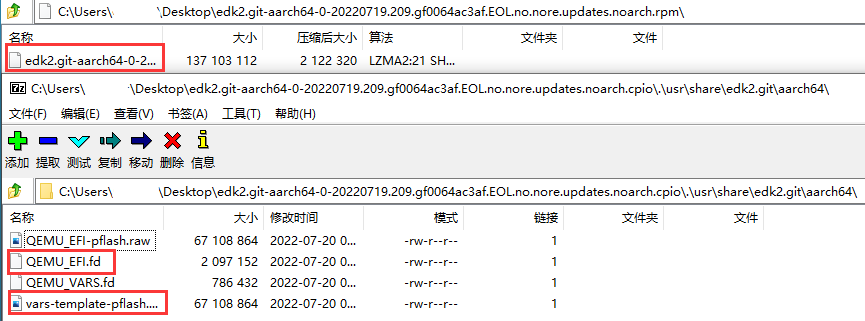 C:\Users\ \Desktop\edk2.git-aarch64-0-20220719.209.gf0064ac3af.EOL.no.nore.updates.noarch.rpm\
名称 大小 压缩后大小 算法 文件夹 文件
edk2.git-aarch64-0-2... 137 103 112 2 122 320 LZMA2:21 SH...
7z C:\Users\ \Desktop\edk2.git-aarch64-0-20220719.209.gf0064ac3af.EOL.no.nore.updates.noarch.cpio\.\usr\share\edk2.git\aarch64\
文件(F) 编辑(E) 查看(V) 书签(A) 工具(T) 帮助(H)
添加 提取 测试 复制 移动 删除 信息
C:\Users\ \Desktop\edk2.git-aarch64-0-20220719.209.gf0064ac3af.EOL.no.nore.updates.noarch.cpio\.\usr\share\edk2.git\aarch64\
名称 大小 修改时间 模式 链接 文件夹 文件
QEMU_EFI-pflash.raw 67 108 864 2022-07-20 0... -rw-r--r-- 1
QEMU_EFI.fd 2 097 152 2022-07-20 0... -rw-r--r-- 1
QEMU_VARS.fd 786 432 2022-07-20 0... -rw-r--r-- 1
vars-template-pflash.... 67 108 864 2022-07-20 0... -rw-r--r-- 1